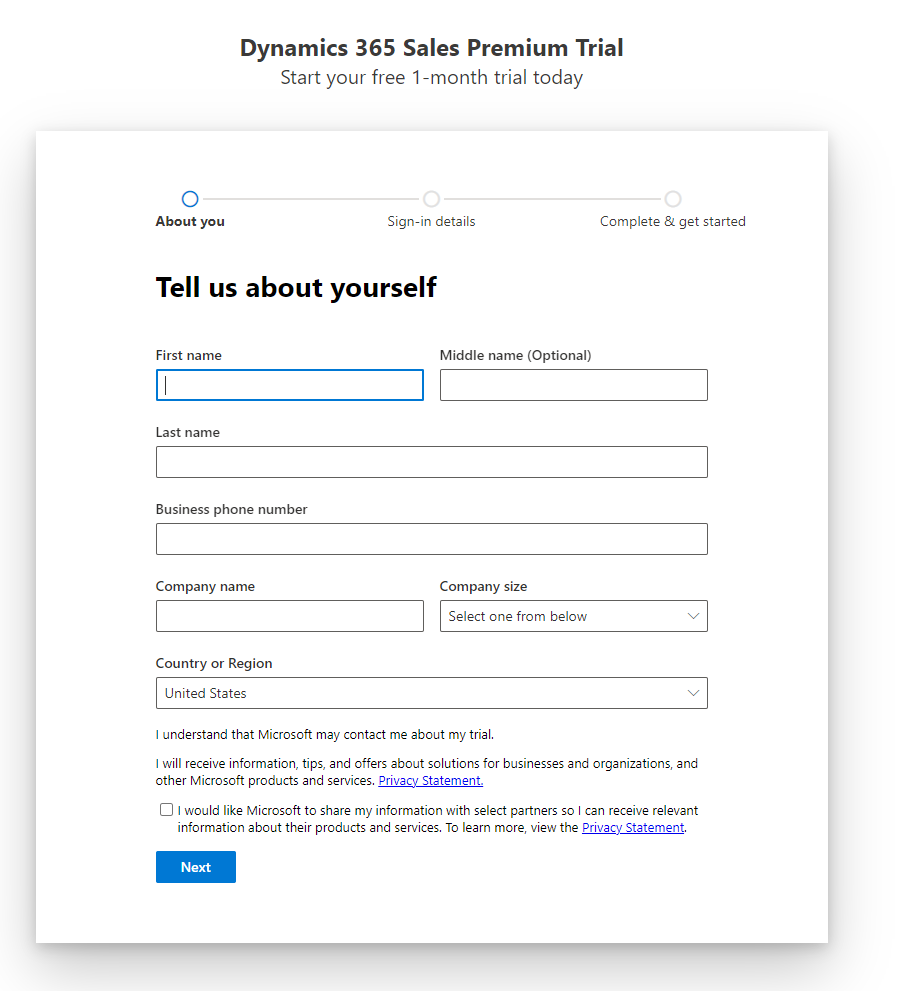 Dynamics 365 Sales Premium Trial
Start your free 1-month trial today
About you
Sign-in details
Complete & get started
Tell us about yourself
First name
Middle name (Optional)
Last name
Business phone number
Company name
Company size
Select one from below
Country or Region
United States
I understand that Microsoft may contact me about my trial.
I will receive information, tips, and offers about solutions for businesses and organizations, and
other Microsoft products and services. Privacy Statement.
I would like Microsoft to share my information with select partners so I can receive relevant
information about their products and services. To learn more, view the Privacy Statement.
Next